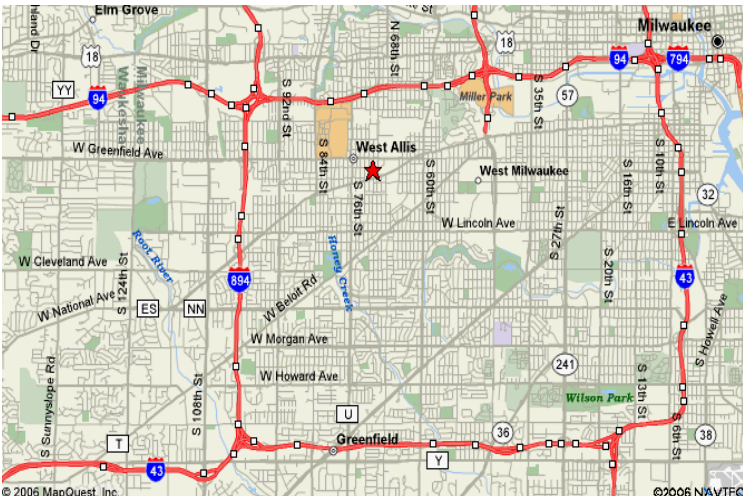 Elm Grove
nland Dr
18
YY
94
Milwaukee
Waukesha
S 92nd St
N 68th St
18
Miller Park
S 35th St
57
94
794
Milwaukee
W Greenfield Ave
S 84th St
West Allis
S 76th St
S 60th St
West Milwaukee
S 16th St
S 10th St
32
W Lincoln Ave
E Lincoln Ave
S 27th St
S 20th St
Root River
Honey Creek
W Cleveland Ave
S 124th St
894
43
W National Ave
ES
NN
W Beloit Rd
W Morgan Ave
W Howard Ave
S Howell Ave
241
S 13th St
Wilson Park
S Sunnyslope Rd
S 108th St
U
T
Greenfield
Y
36
S 6th St
38
43
© 2006 MapQuest, Inc.
©2006 NAVTEQ